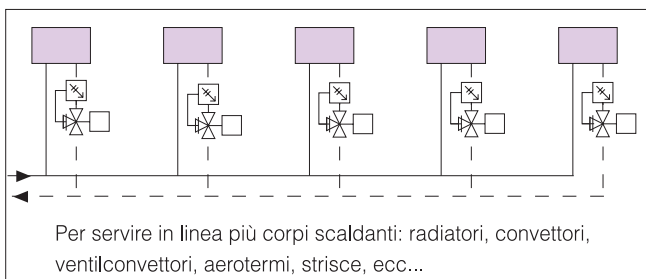 Per servire in linea più corpi scaldanti: radiatori, convettori,
ventilconvettori, aerotermi, strisce, ecc...